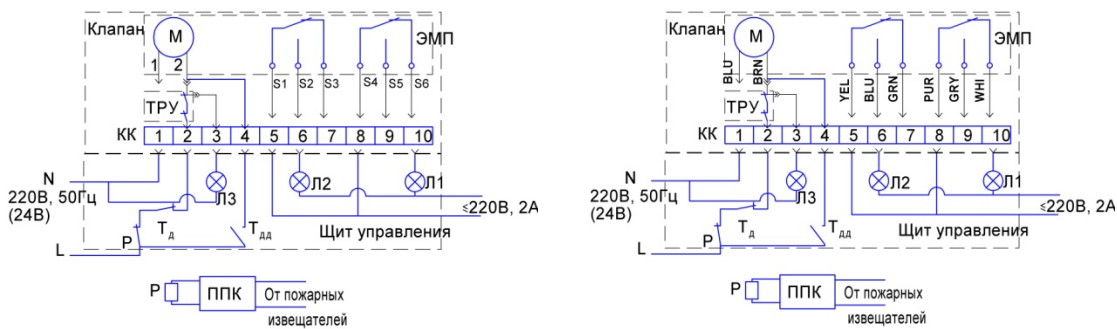 Клапан M ЭМП
1 2 S1 S2 S3 S4 S5 S6
ТРУ
КК 1 2 3 4 5 6 7 8 9 10
N
220В, 50Гц
(24В)
Л3 Л2 Л1
≤220В, 2А
P Тд Тдд
L
Щит управления
P ППК От пожарных
извещателей
Клапан M ЭМП
BLU BRN YEL BLU GRN PUR GRY WHI
ТРУ
КК 1 2 3 4 5 6 7 8 9 10
N
220В, 50Гц
(24В)
Л3 Л2 Л1
≤220В, 2А
P Тд Тдд
L
Щит управления
P ППК От пожарных
извещателей